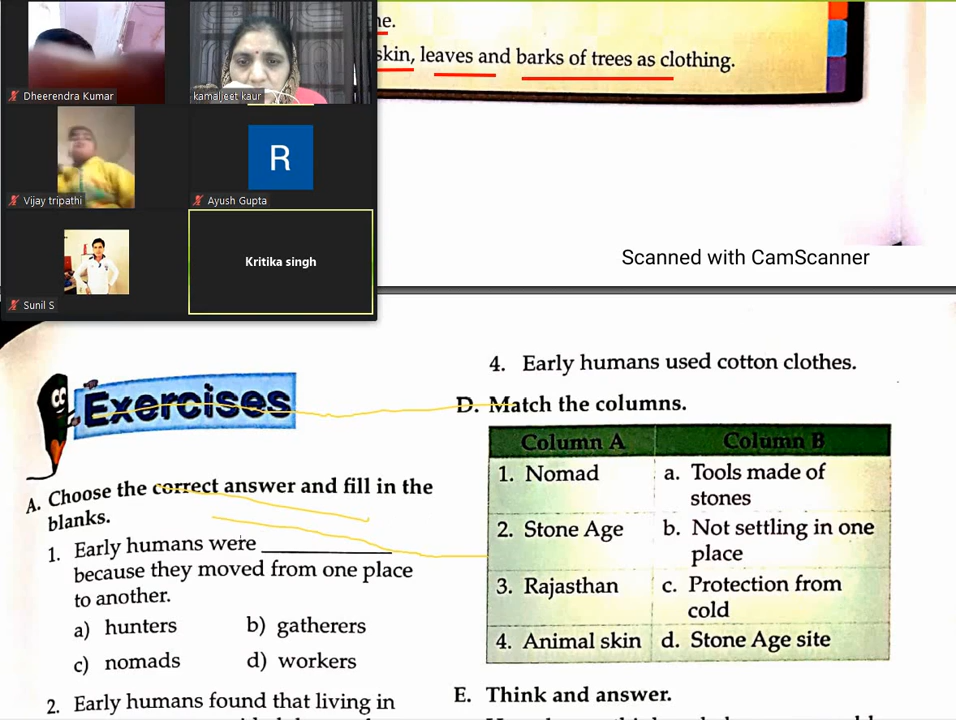 ne.
skin, leaves and barks of trees as clothing.
Dheerendra Kumar
kamaljeet kaur
R
Vijay tripathi
Ayush Gupta
Kritika singh
Sunil S
Scanned with CamScanner
Exercises
A. Choose the correct answer and fill in the
blanks.
1. Early humans were ____________
because they moved from one place
to another.
a) hunters b) gatherers
c) nomads d) workers
2. Early humans found that living in
4. Early humans used cotton clothes.
D. Match the columns.
Column A Column B
1. Nomad a. Tools made of
stones
2. Stone Age b. Not settling in one
place
3. Rajasthan c. Protection from
cold
4. Animal skin d. Stone Age site
E. Think and answer.